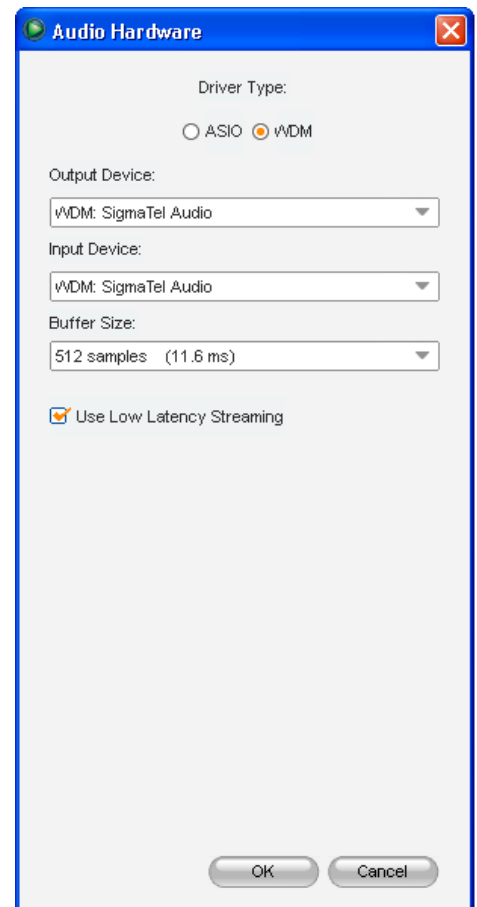 Audio Hardware
Driver Type:
ASIO WDM
Output Device:
WDM: SigmaTel Audio
Input Device:
WDM: SigmaTel Audio
Buffer Size:
512 samples (11.6 ms)
Use Low Latency Streaming
OK Cancel